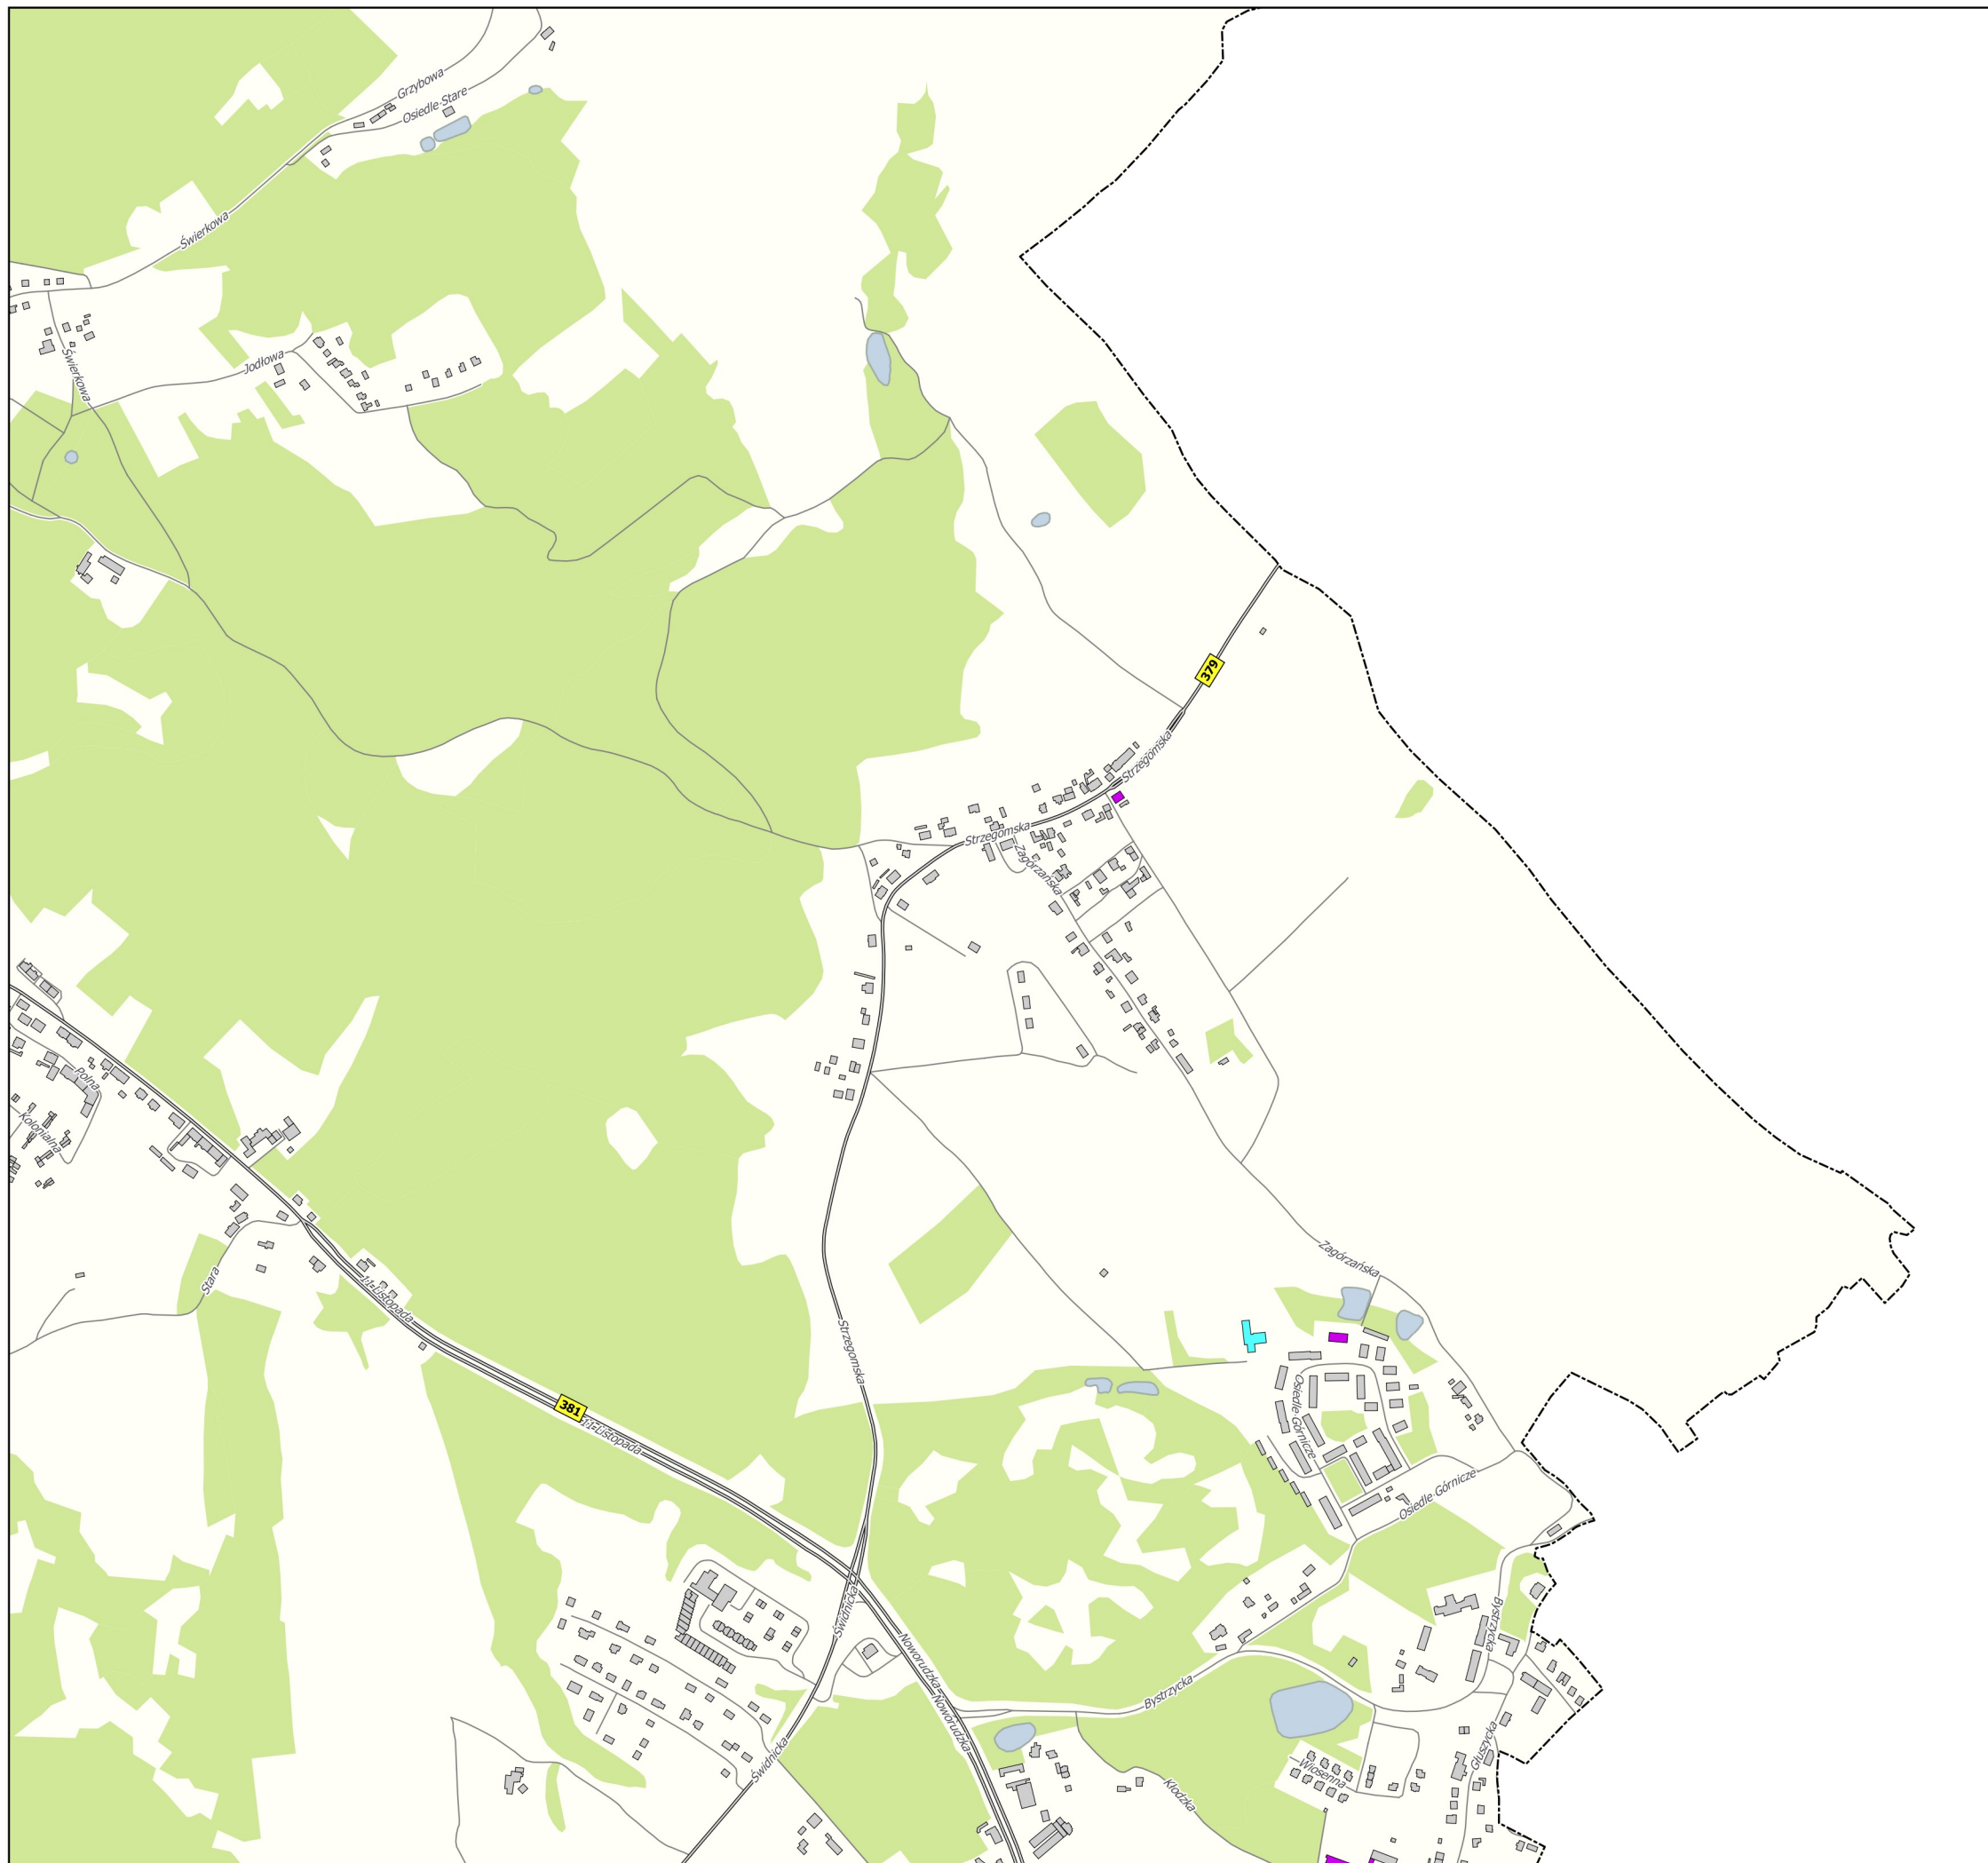 Grzybowa
Osiedle Stare
Świerkowa
Świerkowa
Jodłowa
379
Strzegomska
Strzegomska
Zagórzańska
Polna
Kolonialna
Zagórzańska
Stara
11-Listopada
Strzegomska
381
11-Listopada
Osiedle Górnicze
Osiedle Górnicze
Świdnicka
Noworudzka
Bystrzycka
Bystrzycka
Noworudzka
Świdnicka
Głuszycka
Wiosenna
Kłodzka